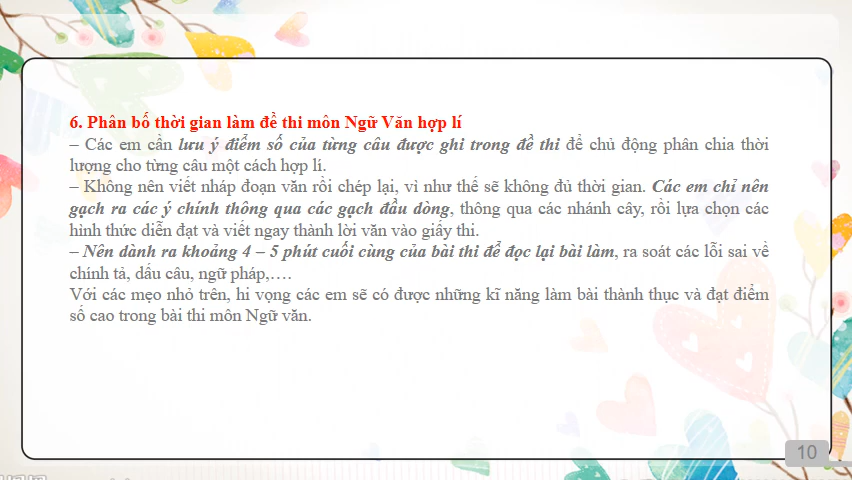 6. Phân bố thời gian làm đề thi môn Ngữ Văn hợp lí
– Các em cần lưu ý điểm số của từng câu được ghi trong đề thi để chủ động phân chia thời
lượng cho từng câu một cách hợp lí.
– Không nên viết nháp đoạn văn rồi chép lại, vì như thế sẽ không đủ thời gian. Các em chỉ nên
gạch ra các ý chính thông qua các gạch đầu dòng, thông qua các nhánh cây, rồi lựa chọn các
hình thức diễn đạt và viết ngay thành lời văn vào giấy thi.
– Nên dành ra khoảng 4 – 5 phút cuối cùng của bài thi để đọc lại bài làm, ra soát các lỗi sai về
chính tả, dấu câu, ngữ pháp,….
Với các mẹo nhỏ trên, hi vọng các em sẽ có được những kĩ năng làm bài thành thục và đạt điểm
số cao trong bài thi môn Ngữ văn.
10